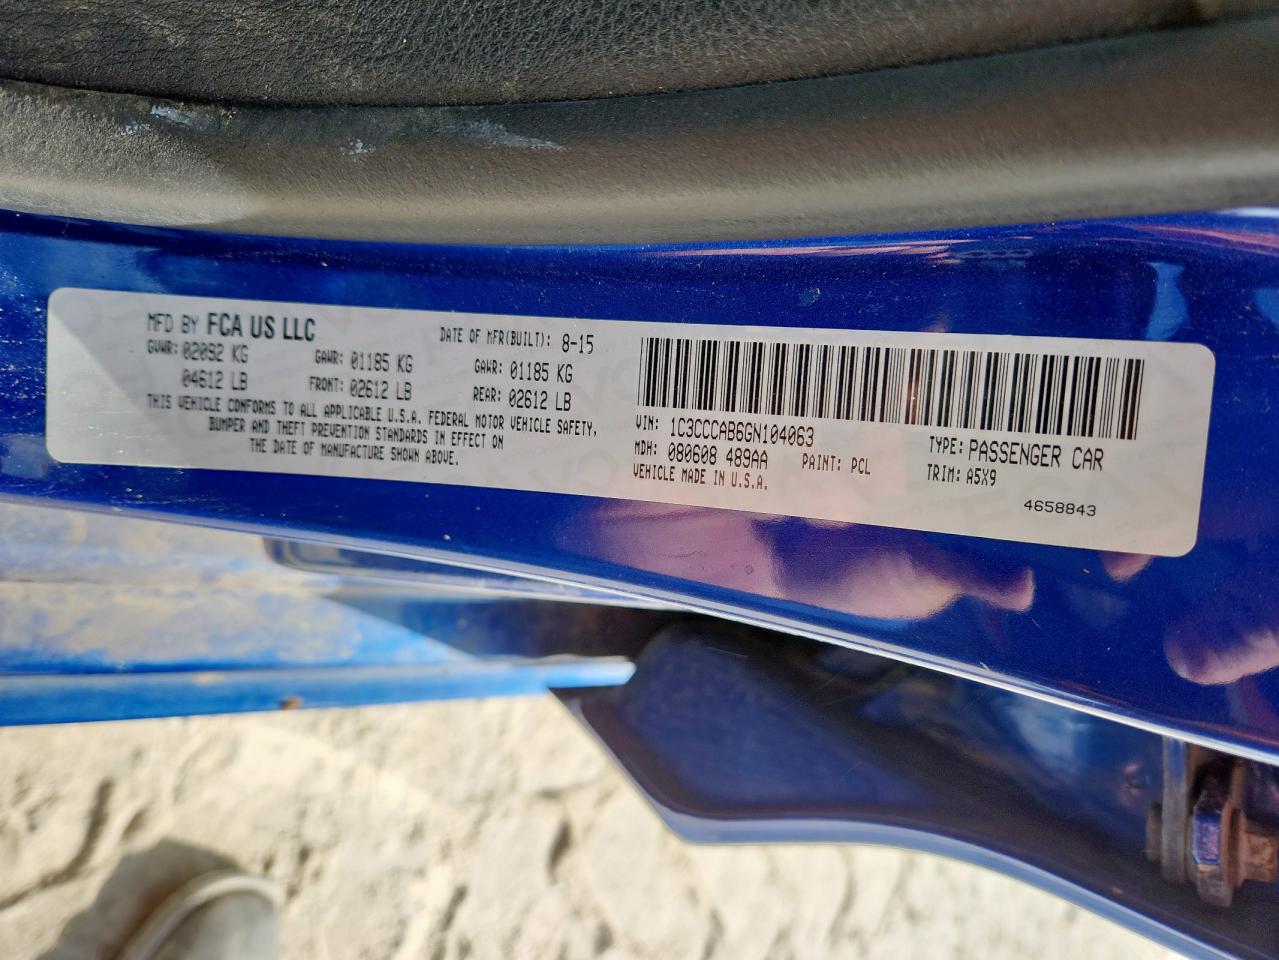 MFD BY FCA US LLC
DATE OF MFR(BUILT): 8-15
GVWR: 02092 KG
04612 LB
GAWR: 01185 KG
FRONT: 02612 LB
GAWR: 01185 KG
REAR: 02612 LB
THIS VEHICLE CONFORMS TO ALL APPLICABLE U.S.A. FEDERAL MOTOR VEHICLE SAFETY,
BUMPER AND THEFT PREVENTION STANDARDS IN EFFECT ON
THE DATE OF MANUFACTURE SHOWN ABOVE.
VIN: 1C3CCCAB6GN104063
TYPE: PASSENGER CAR
MDH: 080608 489AA
PAINT: PCL
TRIM: A5X9
VEHICLE MADE IN U.S.A.
4658843